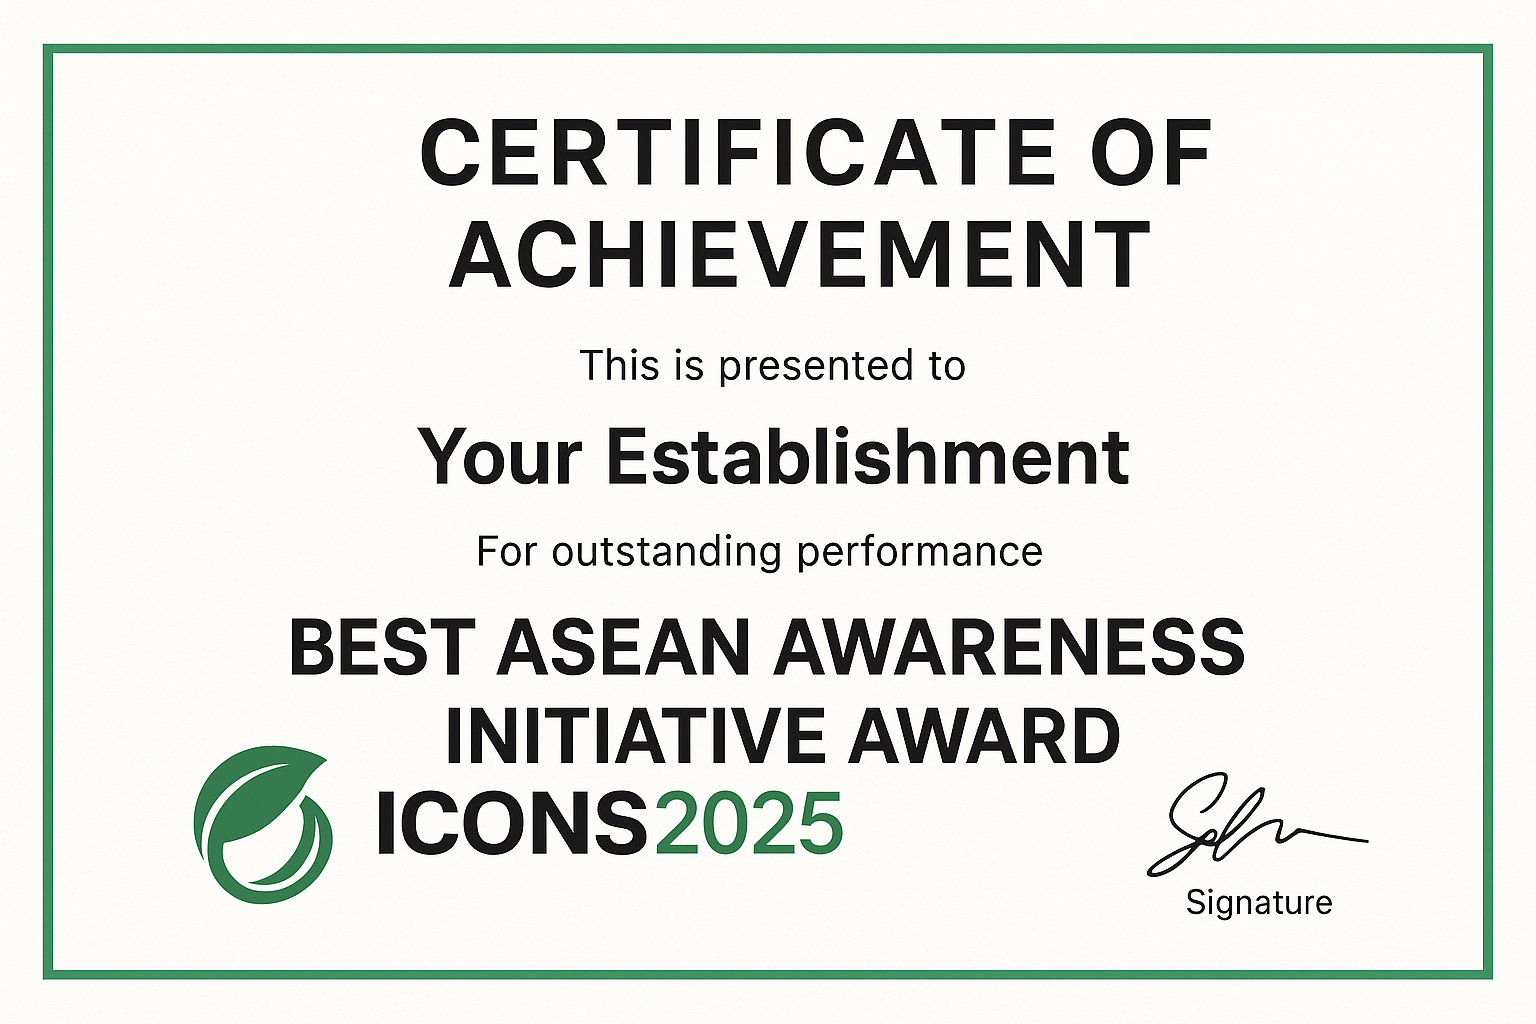 CERTIFICATE OF
ACHIEVEMENT
This is presented to
Your Establishment
For outstanding performance
BEST ASEAN AWARENESS
INITIATIVE AWARD
ICONS2025
Signature